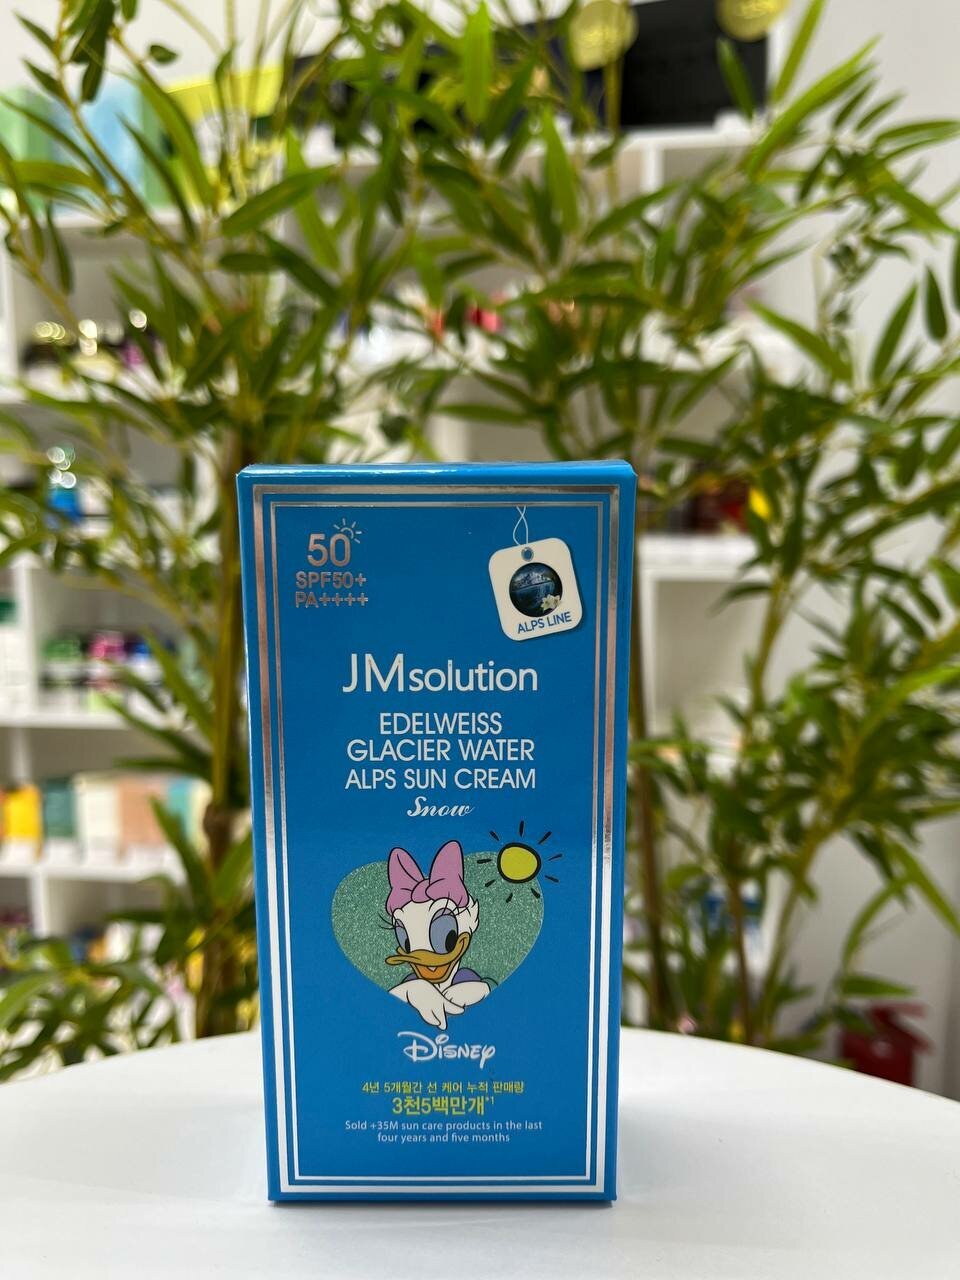 50
SPF50+
PA++++
ALPS LINE
JMsolution
EDELWEISS
GLACIER WATER
ALPS SUN CREAM
Snow
Disney
4년 5개월간 선 케어 누적 판매량
3천5백만개*1
Sold +35M sun care products in the last
four years and five months